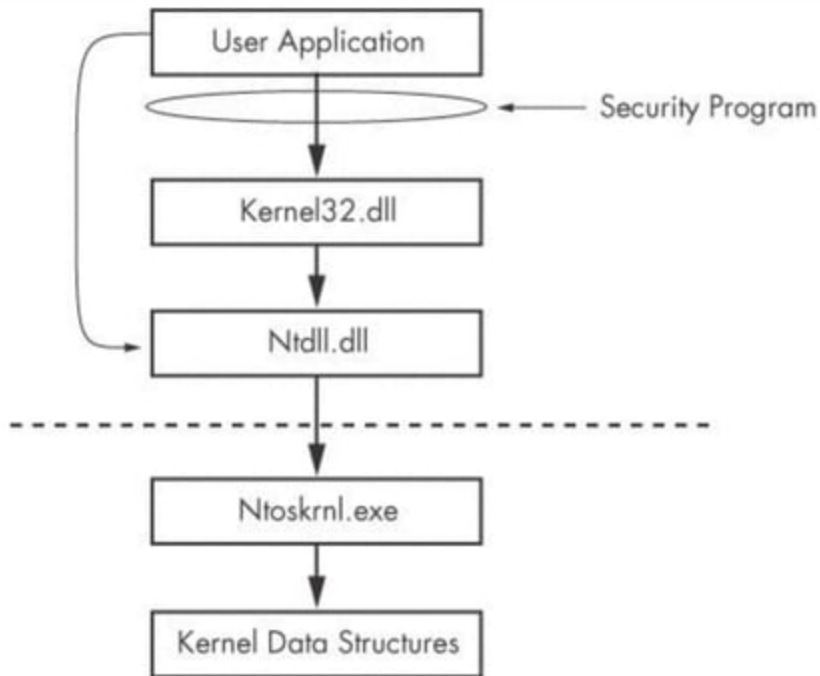 User Application
Security Program
Kernel32.dll
Ntdll.dll
Ntoskrnl.exe
Kernel Data Structures